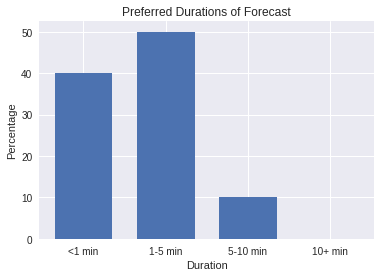 Preferred Durations of Forecast
50
40
30
20
10
0
Percentage
<1 min
1-5 min
5-10 min
10+ min
Duration